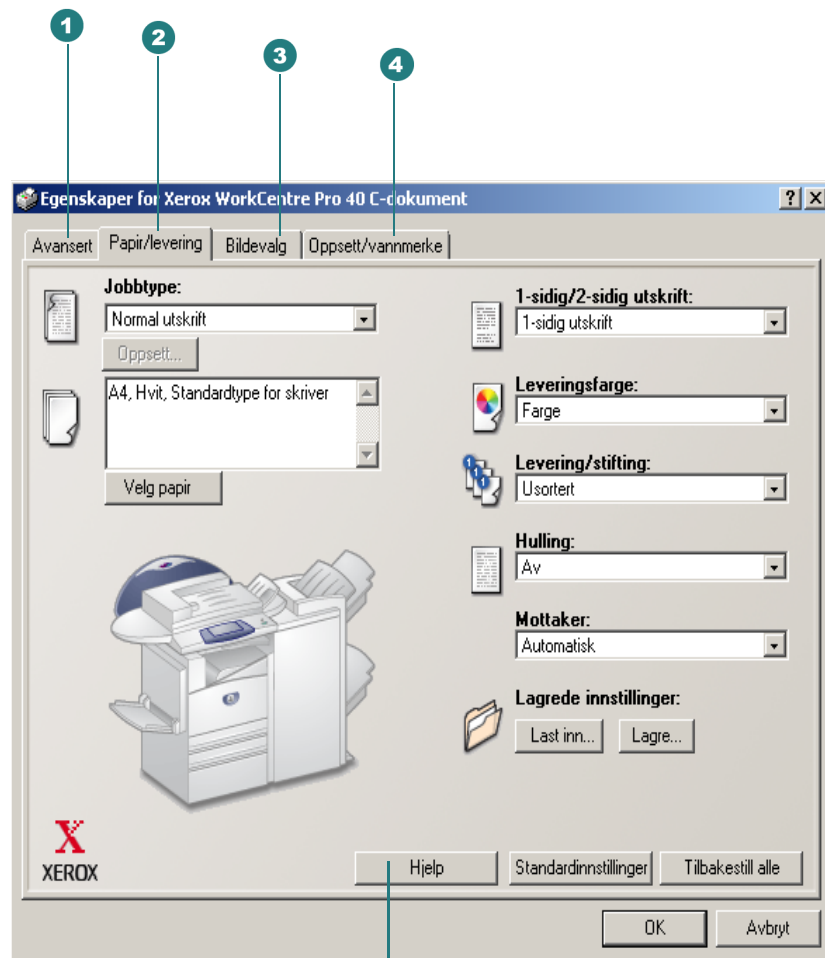 1
2
3
4
Egenskaper for Xerox WorkCentre Pro 40 C-dokument
Avansert
Papir/levering
Bildevalg
Oppsett/vannmerke
Jobbtype:
Normal utskrift
Oppsett...
A4, Hvit, Standardtype for skriver
Velg papir
1-sidig/2-sidig utskrift:
1-sidig utskrift
Leveringsfarge:
Farge
1
1
1
Levering/stifting:
Usortert
Hulling:
Av
Mottaker:
Automatisk
Lagrede innstillinger:
Last inn...
Lagre...
X
XEROX
Hjelp
Standardinnstillinger
Tilbakestill alle
OK
Avbryt